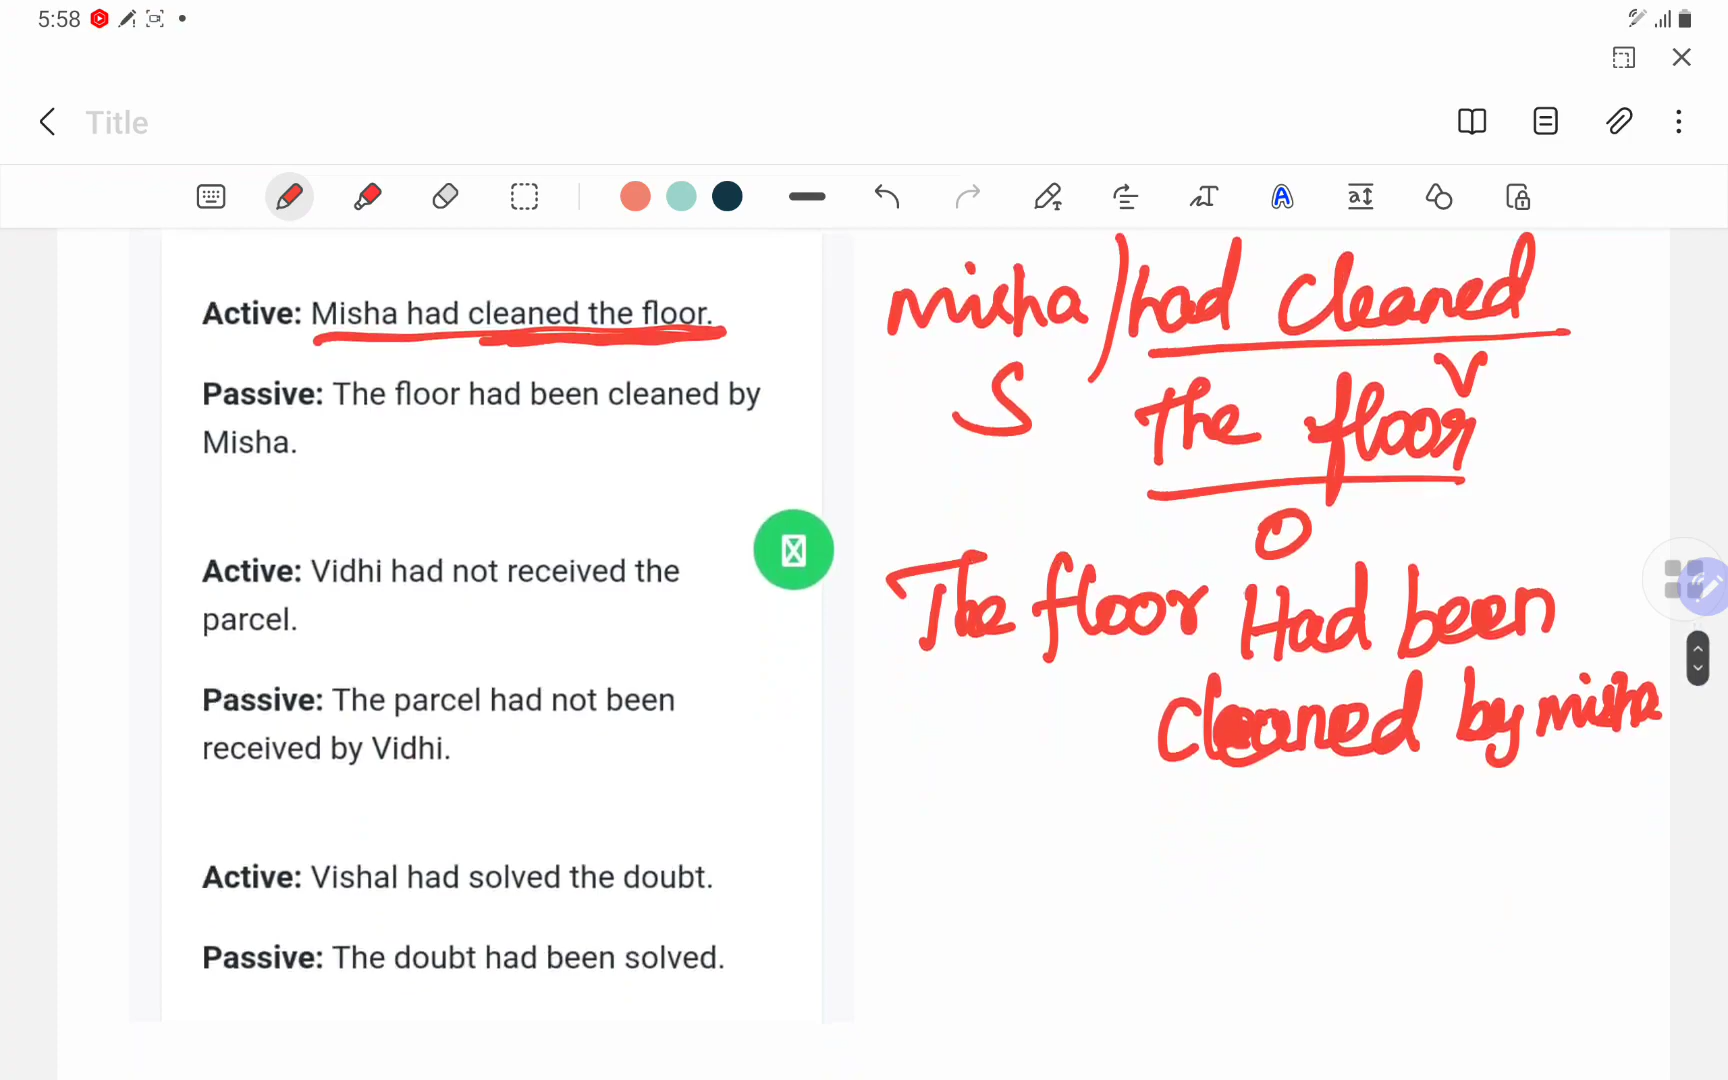 5:58
Title
Active: Misha had cleaned the floor.
Passive: The floor had been cleaned by
Misha.
Active: Vidhi had not received the
parcel.
Passive: The parcel had not been
received by Vidhi.
Active: Vishal had solved the doubt.
Passive: The doubt had been solved.
misha / had cleaned
S V
the floor
O
The floor Had been
cleaned by misha